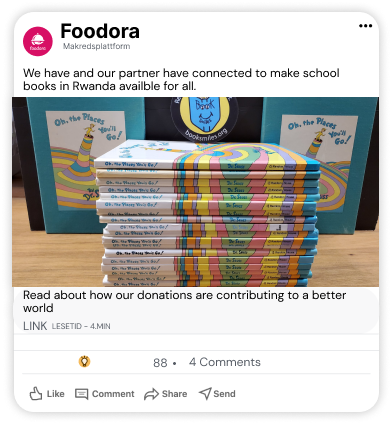 Foodora
Makredsplattform
foodora
We have and our partner have connected to make school
books in Rwanda availble for all.
Oh, the Places
You'll
Go!
booksmiles.org
Oh, the Places
You'll
Go!
Oh, the Places You'll Go! Dr. Seuss
Read about how our donations are contributing to a better
world
LINK LESETID - 4.MIN
88 • 4 Comments
Like Comment Share Send